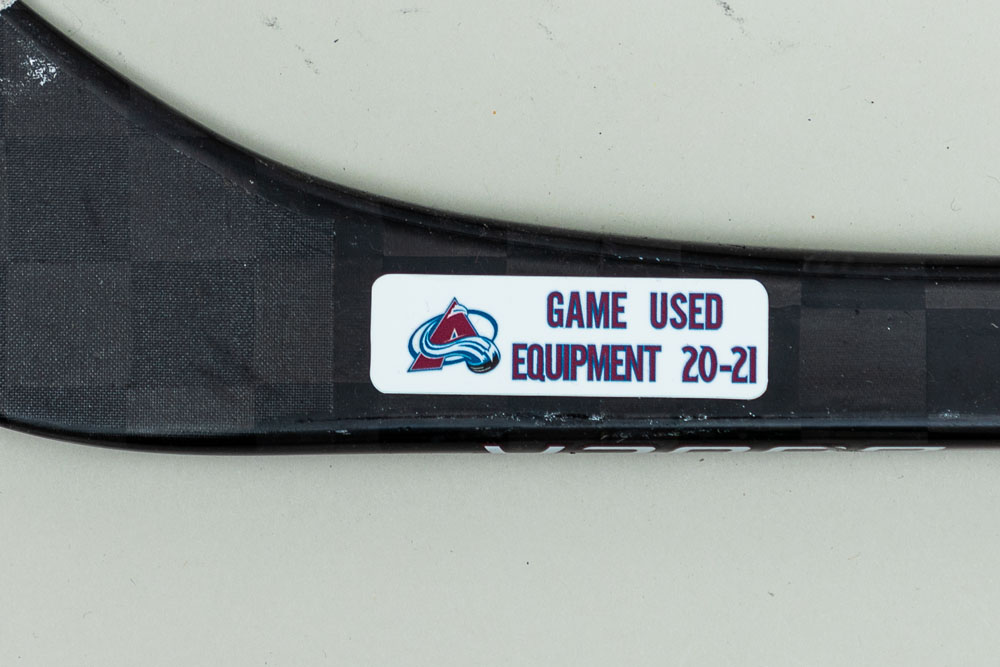 GAME USED
EQUIPMENT 20-21